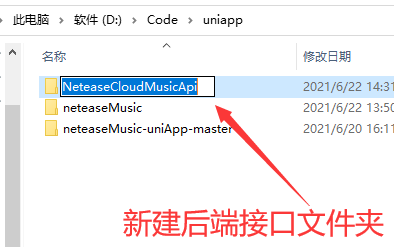 此电脑 › 软件 (D:) › Code › uniapp
名称 修改日期
NeteaseCloudMusicApi 2021/6/22 14:31
neteaseMusic 2021/6/22 13:50
neteaseMusic-uniApp-master 2021/6/20 16:11
新建后端接口文件夹